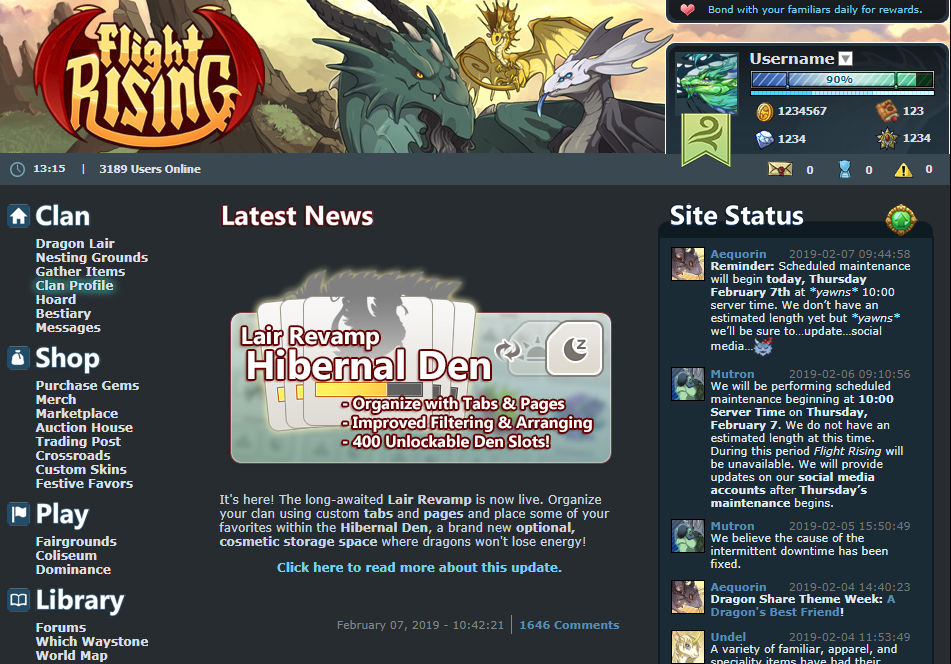 Bond with your familiars daily for rewards.
Flight
RISING
Username
90%
1234567
123
1234
1234
13:15 | 3189 Users Online
0
0
0
Clan
Dragon Lair
Nesting Grounds
Gather Items
Clan Profile
Hoard
Bestiary
Messages
Shop
Purchase Gems
Merch
Marketplace
Auction House
Trading Post
Crossroads
Custom Skins
Festive Favors
Play
Fairgrounds
Coliseum
Dominance
Library
Forums
Which Waystone
World Map
Latest News
Lair Revamp
Hibernal Den
z
- Organize with Tabs & Pages
- Improved Filtering & Arranging
- 400 Unlockable Den Slots!
It's here! The long-awaited Lair Revamp is now live. Organize
your clan using custom tabs and pages and place some of your
favorites within the Hibernal Den, a brand new optional,
cosmetic storage space where dragons won't lose energy!
Click here to read more about this update.
February 07, 2019 - 10:42:21 | 1646 Comments
Site Status
Aequorin 2019-02-07 09:44:58
Reminder: Scheduled maintenance
will begin today, Thursday
February 7th at *yawns* 10:00
server time. We don't have an
estimated length yet but *yawns*
we'll be sure to...update...social
media...
Mutron 2019-02-06 09:10:56
We will be performing scheduled
maintenance beginning at 10:00
Server Time on Thursday,
February 7. We do not have an
estimated length at this time.
During this period Flight Rising will
be unavailable. We will provide
updates on our social media
accounts after Thursday's
maintenance begins.
Mutron 2019-02-05 15:50:49
We believe the cause of the
intermittent downtime has been
fixed.
Aequorin 2019-02-04 14:40:23
Dragon Share Theme Week: A
Dragon's Best Friend!
Undel 2019-02-04 11:53:49
A variety of familiar, apparel, and
speciality items have had their